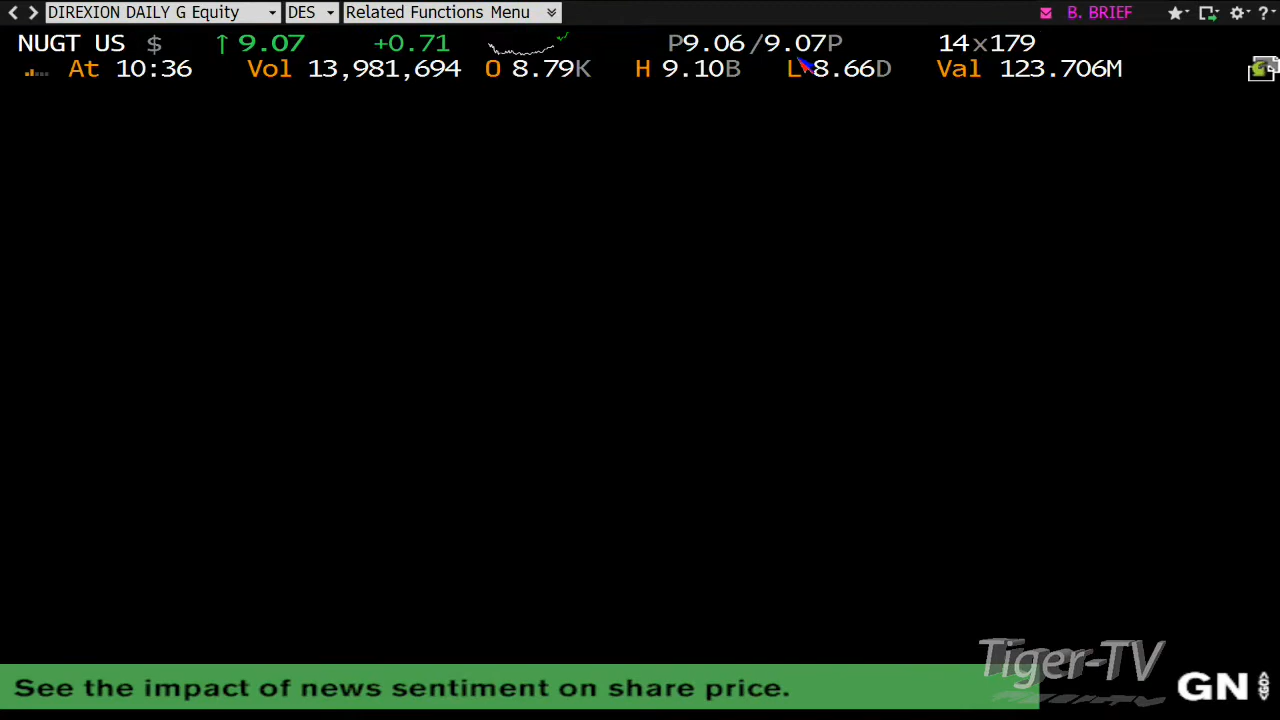 DIREXION DAILY G Equity DES Related Functions Menu B. BRIEF ?
NUGT US $ ↑ 9.07 +0.71 P9.06 /9.07P 14x179
At 10:36 Vol 13,981,694 O 8.79K H 9.10B L 8.66D Val 123.706M
Tiger-TV
See the impact of news sentiment on share price. GN <GO>